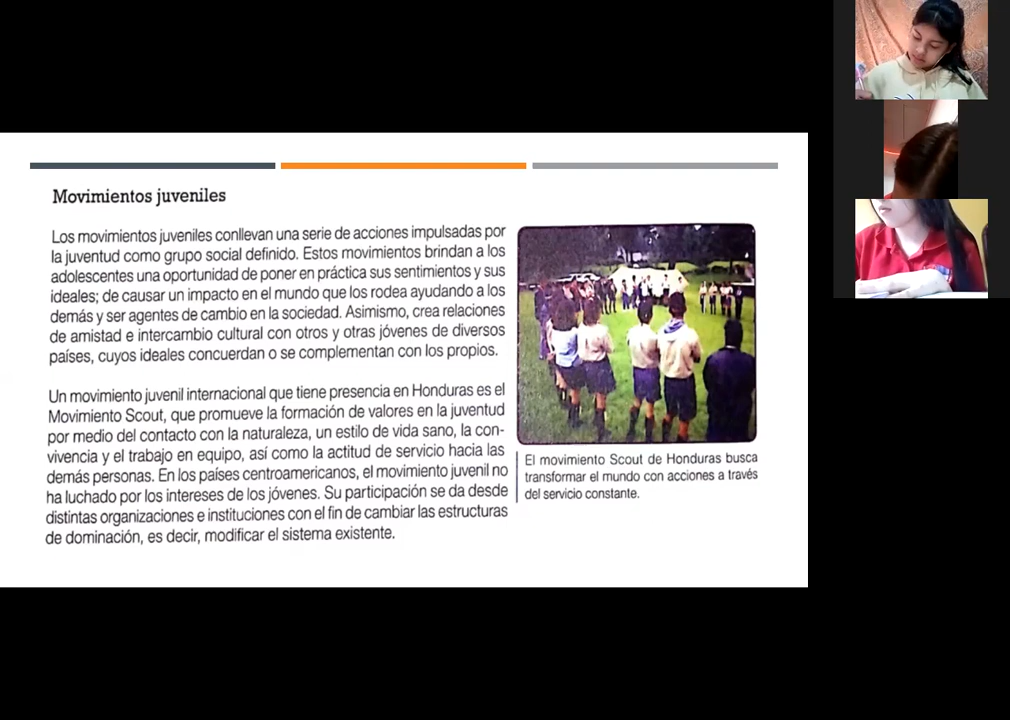 Movimientos juveniles
Los movimientos juveniles conllevan una serie de acciones impulsadas por
la juventud como grupo social definido. Estos movimientos brindan a los
adolescentes una oportunidad de poner en práctica sus sentimientos y sus
ideales; de causar un impacto en el mundo que los rodea ayudando a los
demás y ser agentes de cambio en la sociedad. Asimismo, crea relaciones
de amistad e intercambio cultural con otros y otras jóvenes de diversos
países, cuyos ideales concuerdan o se complementan con los propios.
Un movimiento juvenil internacional que tiene presencia en Honduras es el
Movimiento Scout, que promueve la formación de valores en la juventud
por medio del contacto con la naturaleza, un estilo de vida sano, la con-
vivencia y el trabajo en equipo, así como la actitud de servicio hacia las
demás personas. En los países centroamericanos, el movimiento juvenil no
ha luchado por los intereses de los jóvenes. Su participación se da desde
distintas organizaciones e instituciones con el fin de cambiar las estructuras
de dominación, es decir, modificar el sistema existente.
El movimiento Scout de Honduras busca
transformar el mundo con acciones a través
del servicio constante.